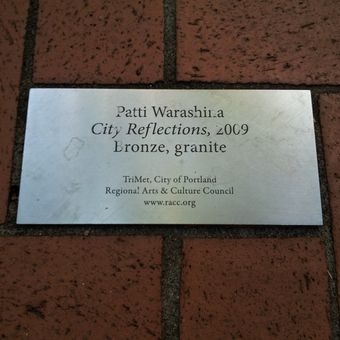 Patti Warashina
City Reflections, 2009
Bronze, granite
TriMet, City of Portland
Regional Arts & Culture Council
www.racc.org